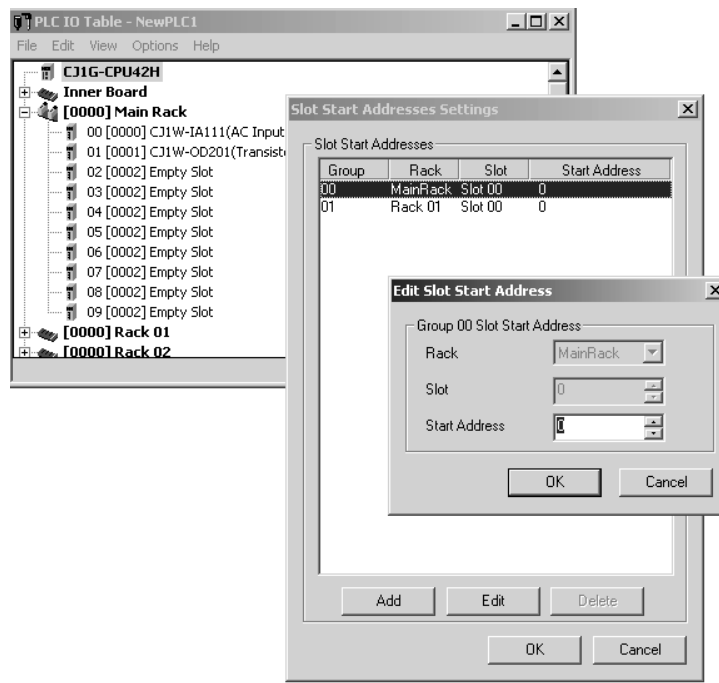 PLC IO Table - NewPLC1
File Edit View Options Help
CJ1G-CPU42H
Inner Board
[0000] Main Rack
00 [0000] CJ1W-IA111(AC Input
01 [0001] CJ1W-OD201(Transist
02 [0002] Empty Slot
03 [0002] Empty Slot
04 [0002] Empty Slot
05 [0002] Empty Slot
06 [0002] Empty Slot
07 [0002] Empty Slot
08 [0002] Empty Slot
09 [0002] Empty Slot
[0000] Rack 01
[0000] Rack 02
Slot Start Addresses Settings
Slot Start Addresses
Group Rack Slot Start Address
00 MainRack Slot 00 0
01 Rack 01 Slot 00 0
Edit Slot Start Address
Group 00 Slot Start Address
Rack MainRack
Slot 0
Start Address 0
OK Cancel
Add Edit Delete
OK Cancel